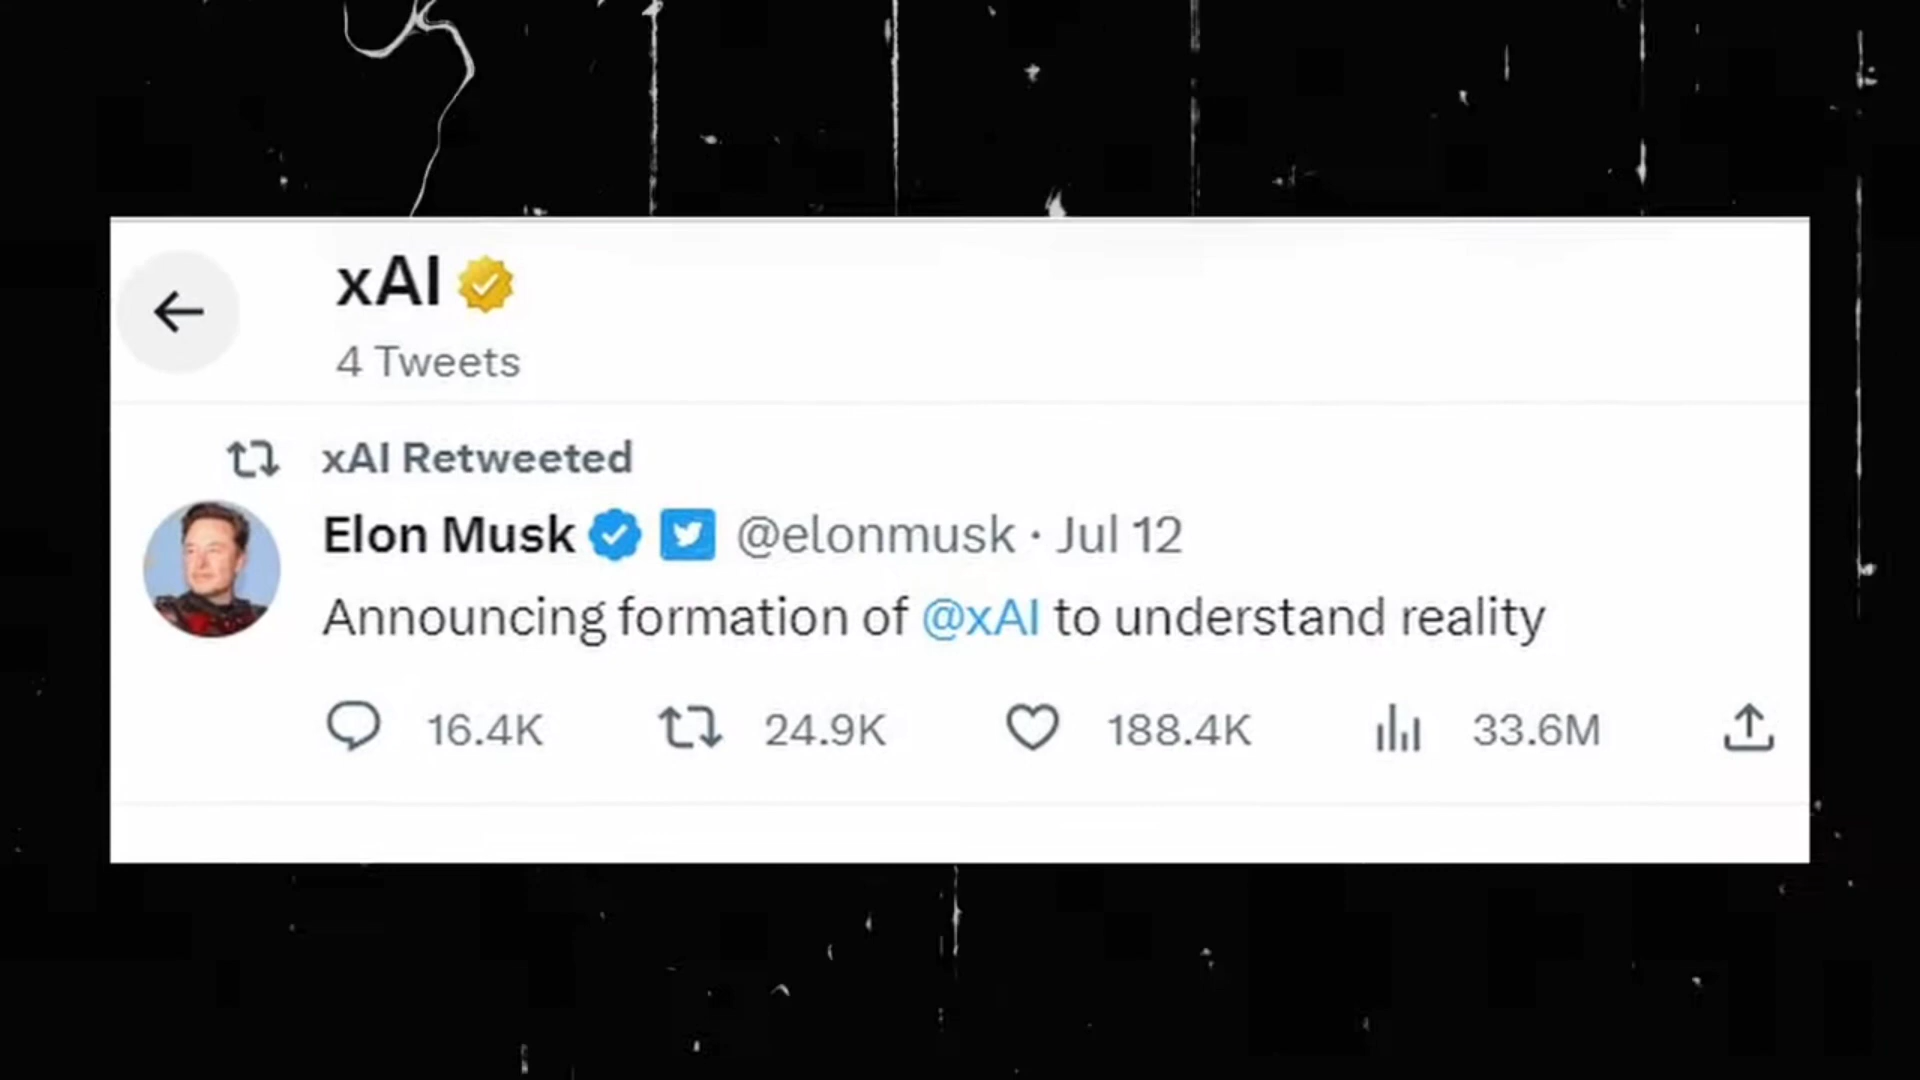 xAI
4 Tweets
xAI Retweeted
Elon Musk @elonmusk · Jul 12
Announcing formation of @xAI to understand reality
16.4K 24.9K 188.4K 33.6M